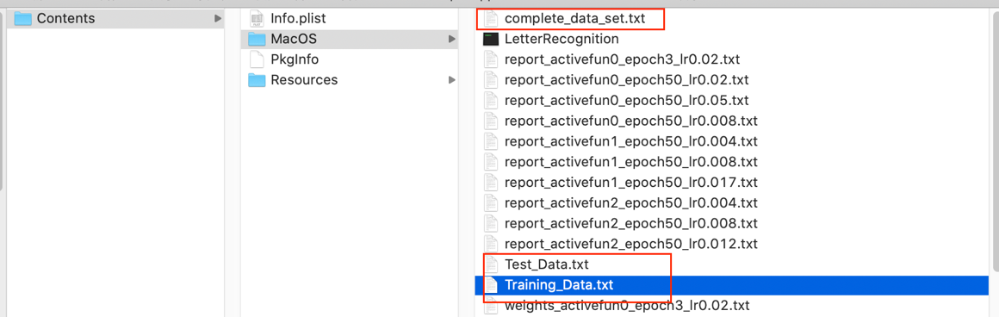 Contents
Info.plist
MacOS
PkgInfo
Resources
complete_data_set.txt
LetterRecognition
report_activefun0_epoch3_lr0.02.txt
report_activefun0_epoch50_lr0.02.txt
report_activefun0_epoch50_lr0.05.txt
report_activefun0_epoch50_lr0.008.txt
report_activefun1_epoch50_lr0.004.txt
report_activefun1_epoch50_lr0.008.txt
report_activefun1_epoch50_lr0.017.txt
report_activefun2_epoch50_lr0.004.txt
report_activefun2_epoch50_lr0.008.txt
report_activefun2_epoch50_lr0.012.txt
Test_Data.txt
Training_Data.txt
weights_activefun0_epoch3_lr0.02.txt